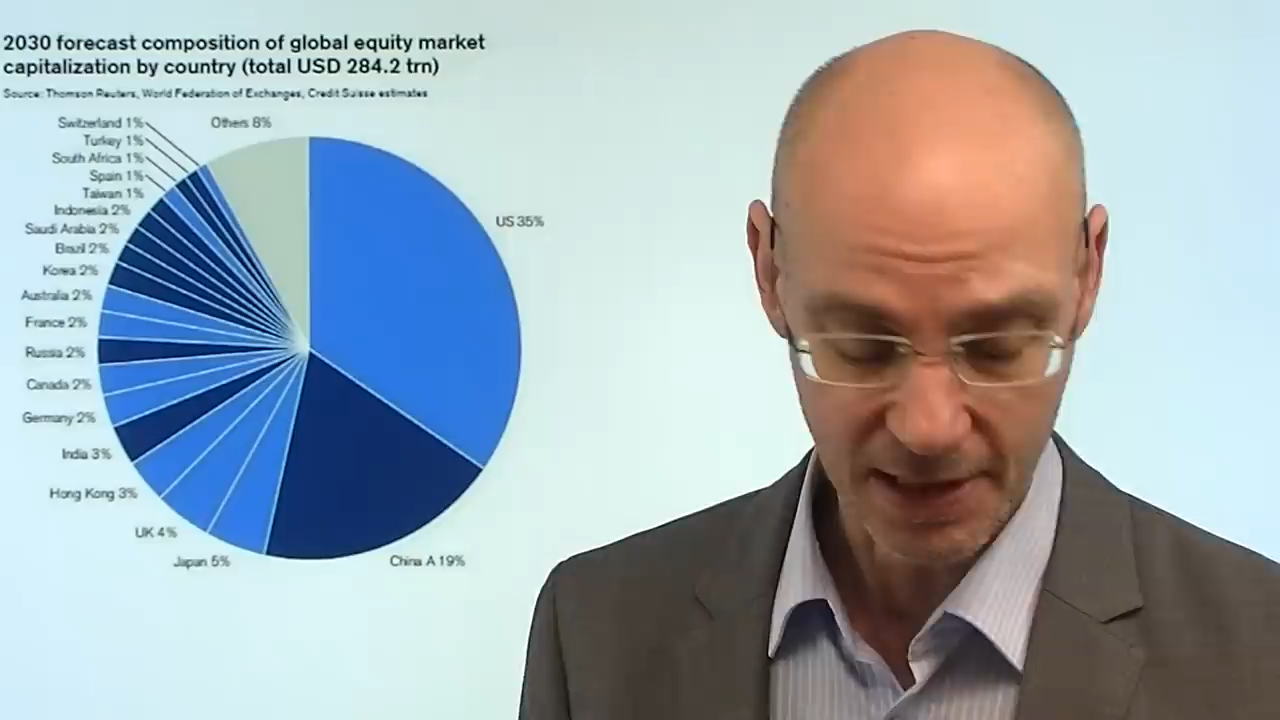 2030 forecast composition of global equity market
capitalization by country (total USD 284.2 trn)
Source: Thomson Reuters, World Federation of Exchanges, Credit Suisse estimates
Switzerland 1%
Others 8%
Turkey 1%
South Africa 1%
Spain 1%
Taiwan 1%
Indonesia 2%
US 35%
Saudi Arabia 2%
Brazil 2%
Korea 2%
Australia 2%
France 2%
Russia 2%
Canada 2%
Germany 2%
India 3%
Hong Kong 3%
UK 4%
Japan 5%
China A 19%